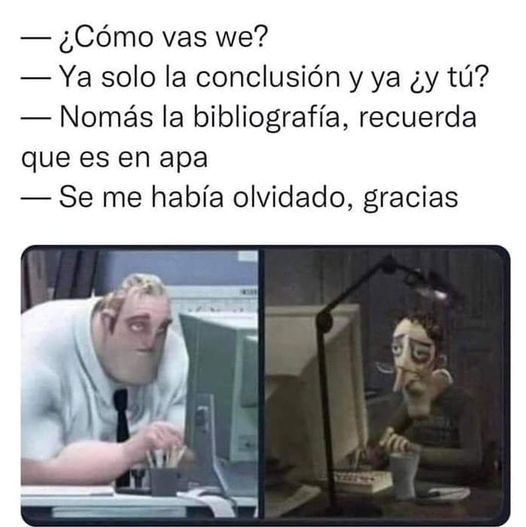 — ¿Cómo vas we?
— Ya solo la conclusión y ya ¿y tú?
— Nomás la bibliografía, recuerda
que es en apa
— Se me había olvidado, gracias